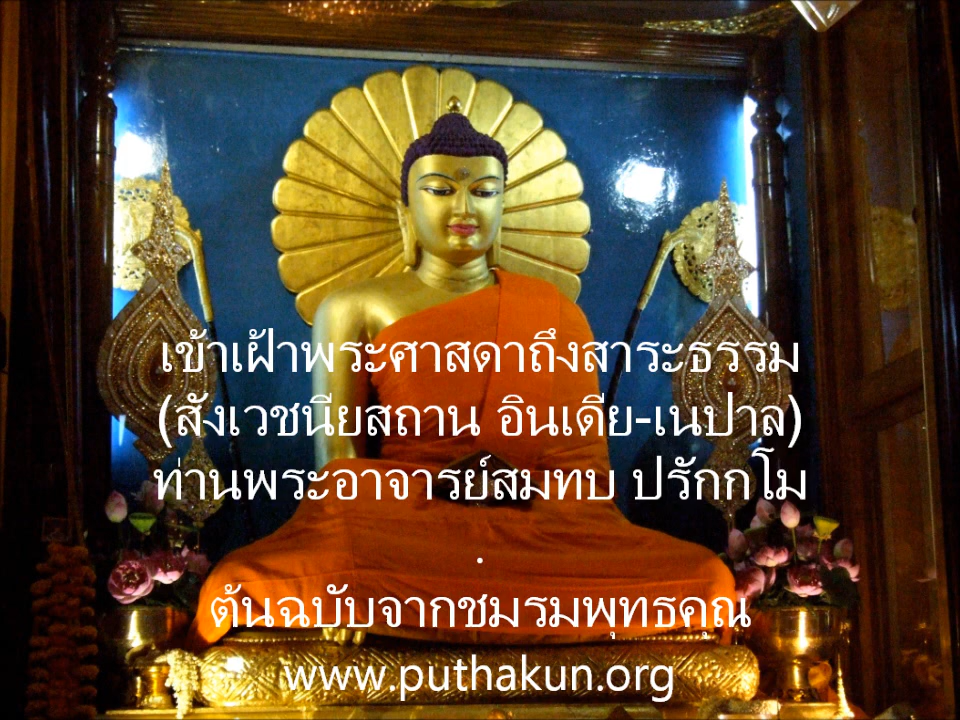 เข้าเฝ้าพระศาสดาถึงสาระธรรม
(สังเวชนียสถาน อินเดีย-เนปาล)
ท่านพระอาจารย์สมทบ ปรักกโม
.
ต้นฉบับจากชมรมพุทธคุณ
www.puthakun.org